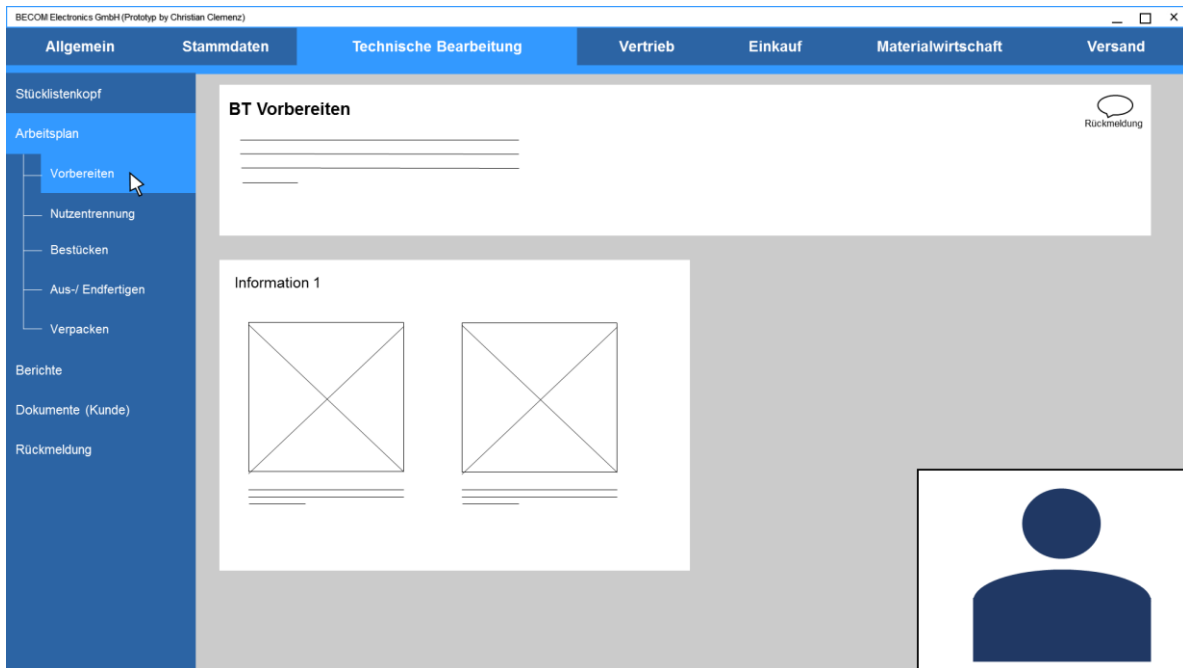 BECOM Electronics GmbH (Prototyp by Christian Clemenz)
Allgemein Stammdaten Technische Bearbeitung Vertrieb Einkauf Materialwirtschaft Versand
Stücklistenkopf
Arbeitsplan
Vorbereiten
Nutzentrennung
Bestücken
Aus-/ Endfertigen
Verpacken
Berichte
Dokumente (Kunde)
Rückmeldung
BT Vorbereiten
Rückmeldung
Information 1